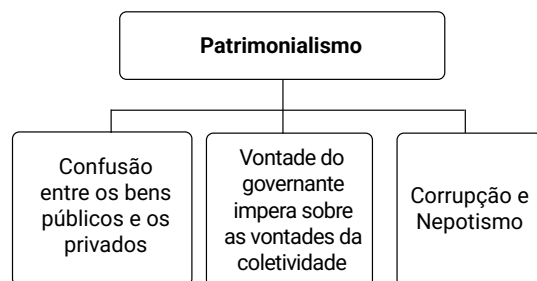 Patrimonialismo
Confusão
entre os bens
públicos e os
privados
Vontade do
governante
impera sobre
as vontades da
coletividade
Corrupção e
Nepotismo